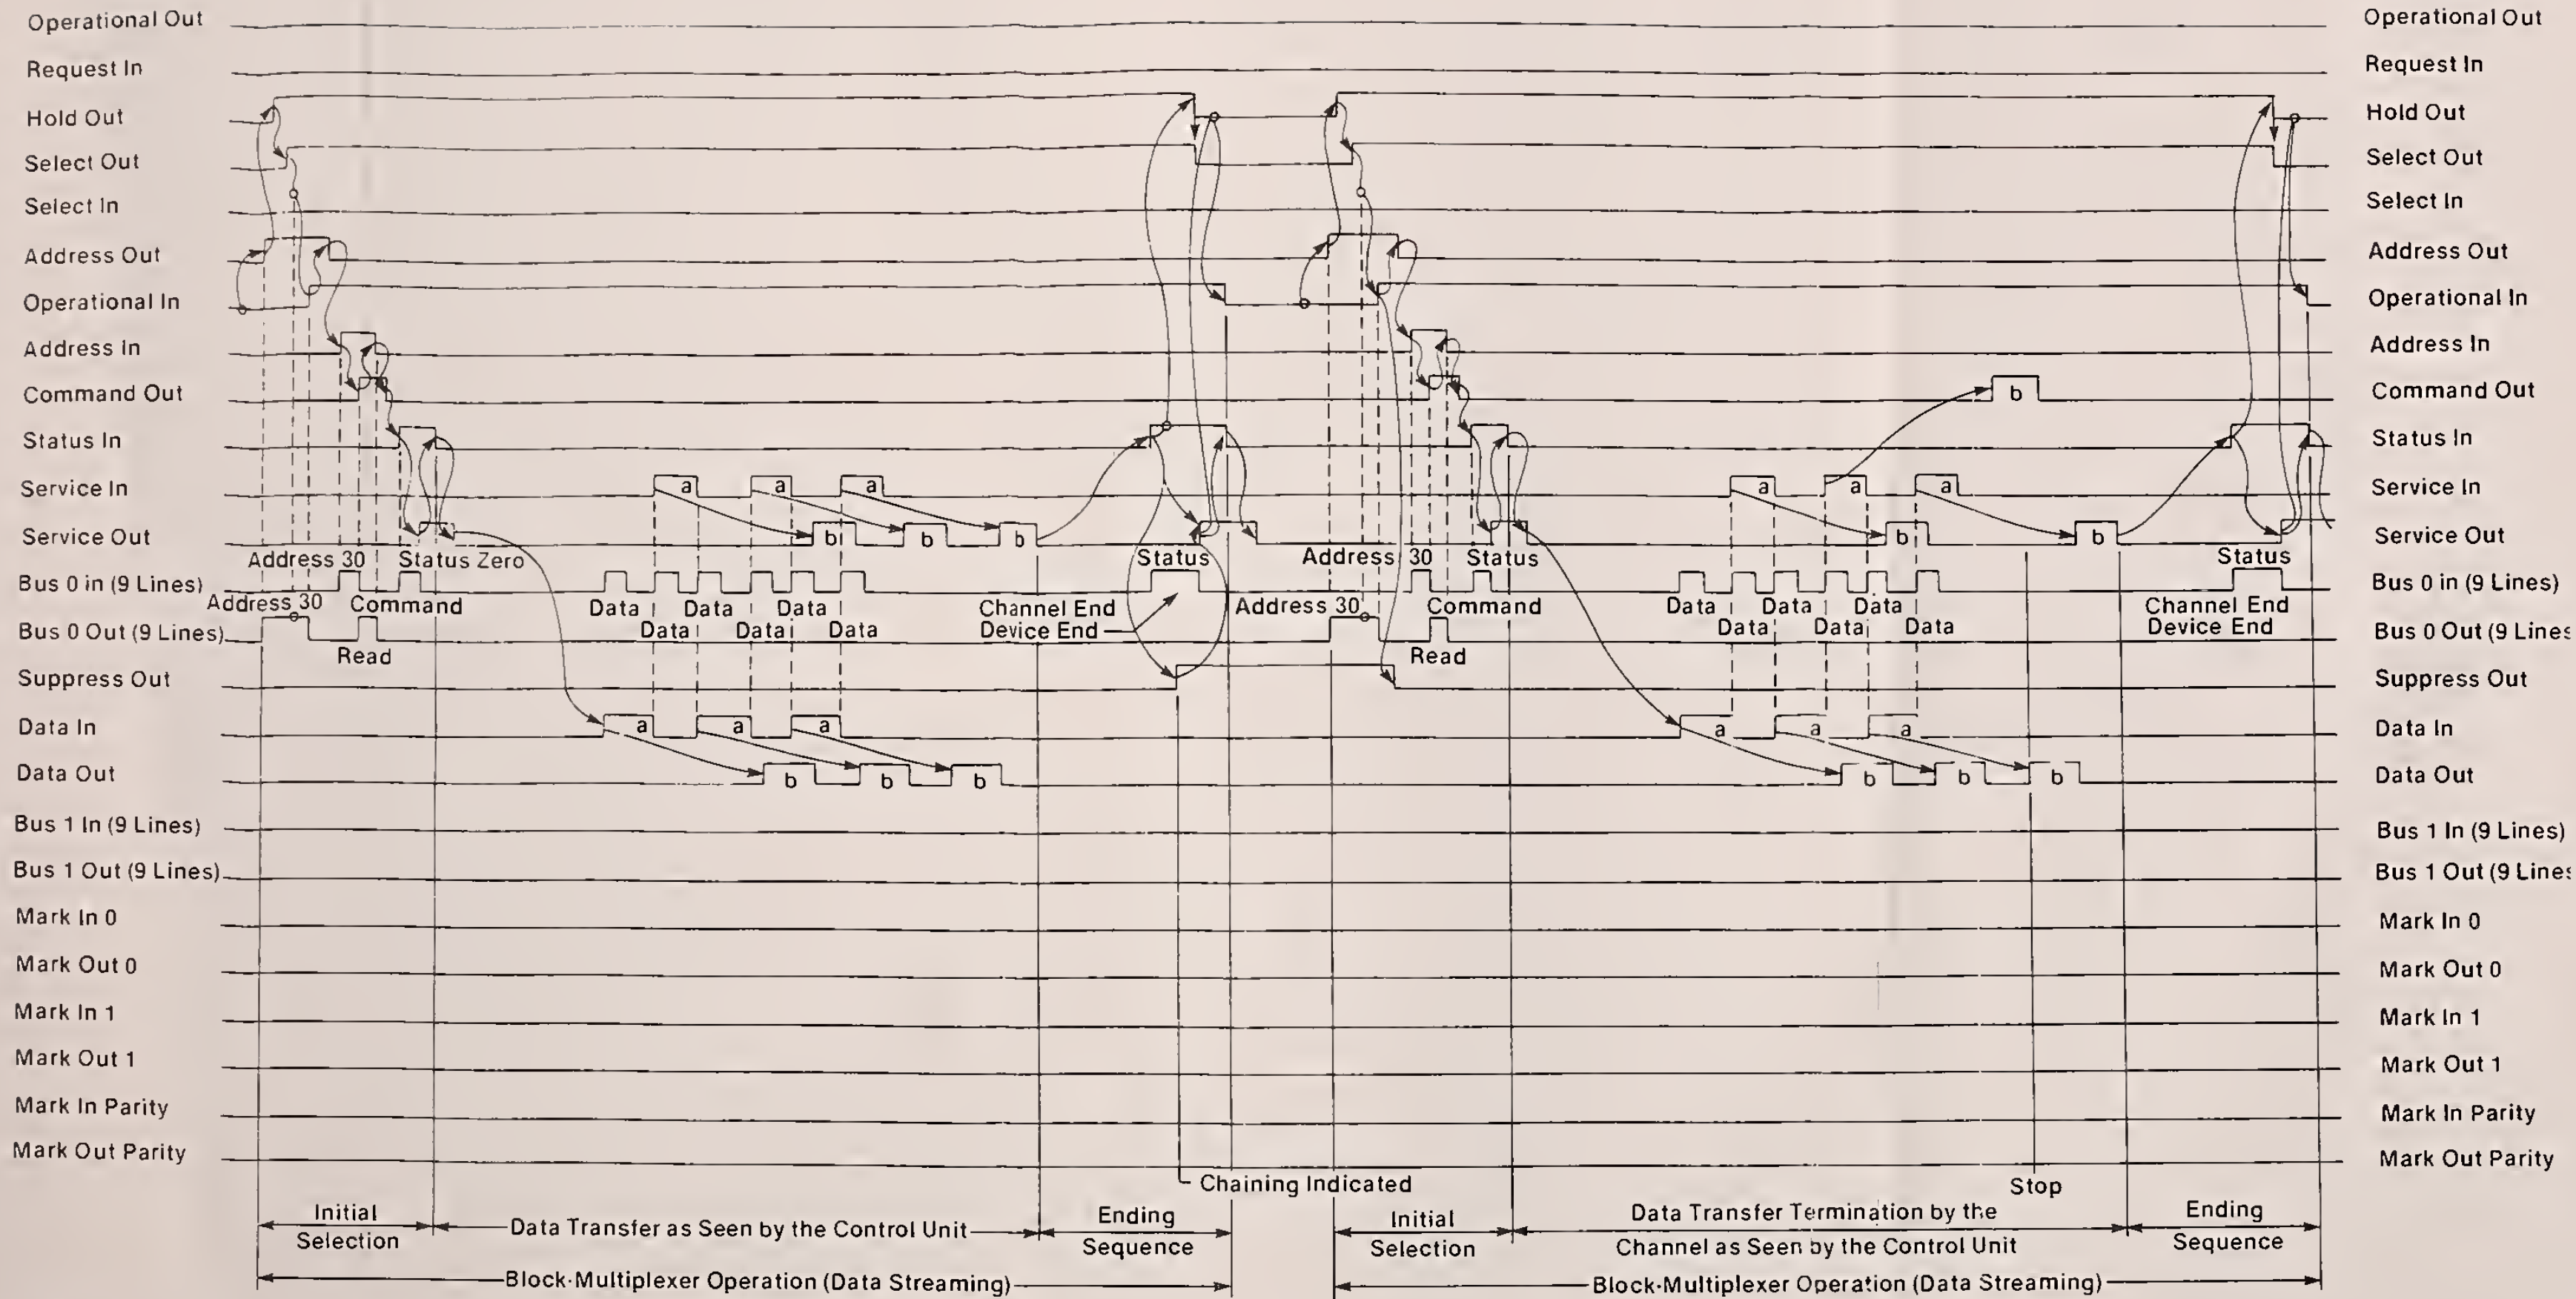 Operational Out
Operational Out
Request In
Request In
Hold Out
Hold Out
Select Out
Select Out
Select In
Select In
Address Out
Address Out
Operational In
Operational In
Address In
Address In
Command Out
b
Command Out
Status In
Status In
Service In
a
a
a
a
a
a
Service In
Service Out
b
b
b
b
b
Service Out
Address 30
Status Zero
Status
Address 30
Status
Status
Bus 0 in (9 Lines)
Bus 0 in (9 Lines)
Address 30
Command
Data
Data
Data
Channel End
Address 30
Command
Data
Data
Data
Channel End
Bus 0 Out (9 Lines)
Data
Data
Data
Device End
Data
Data
Data
Device End
Bus 0 Out (9 Lines
Read
Read
Suppress Out
Suppress Out
Data In
a
a
a
a
a
a
Data In
Data Out
b
b
b
b
b
b
Data Out
Bus 1 In (9 Lines)
Bus 1 In (9 Lines)
Bus 1 Out (9 Lines)
Bus 1 Out (9 Lines
Mark In 0
Mark In 0
Mark Out 0
Mark Out 0
Mark In 1
Mark In 1
Mark Out 1
Mark Out 1
Mark In Parity
Mark In Parity
Mark Out Parity
Mark Out Parity
Chaining Indicated
Stop
Initial
Selection
Data Transfer as Seen by the Control Unit
Ending
Sequence
Initial
Selection
Data Transfer Termination by the
Channel as Seen by the Control Unit
Ending
Sequence
Block-Multiplexer Operation (Data Streaming)
Block-Multiplexer Operation (Data Streaming)